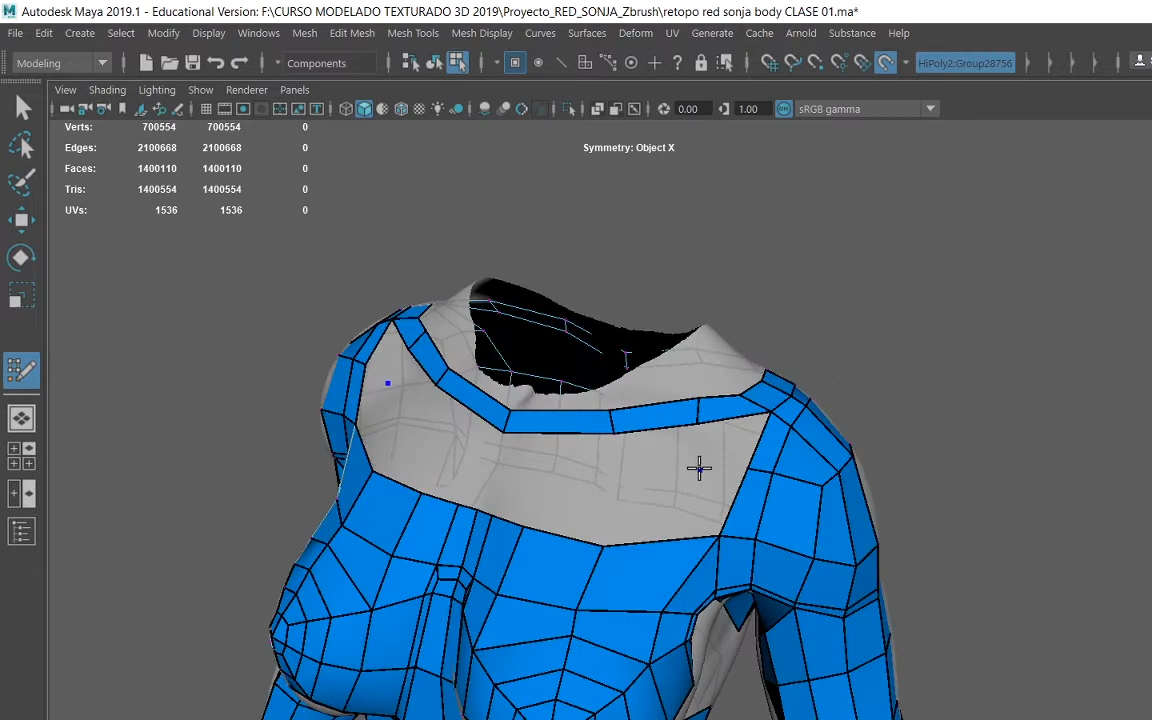 Autodesk Maya 2019.1 - Educational Version: F:\CURSO MODELADO TEXTURADO 3D 2019\Proyecto_RED_SONJA_Zbrush\retopo red sonja body CLASE 01.ma*
File Edit Create Select Modify Display Windows Mesh Edit Mesh Mesh Tools Mesh Display Curves Surfaces Deform UV Generate Cache Arnold Substance Help
Modeling Components HiPoly2:Group28756
View Shading Lighting Show Renderer Panels
0.00 1.00 ON sRGB gamma
Verts: 700554 700554 0
Edges: 2100668 2100668 0
Symmetry: Object X
Faces: 1400110 1400110 0
Tris: 1400554 1400554 0
UVs: 1536 1536 0